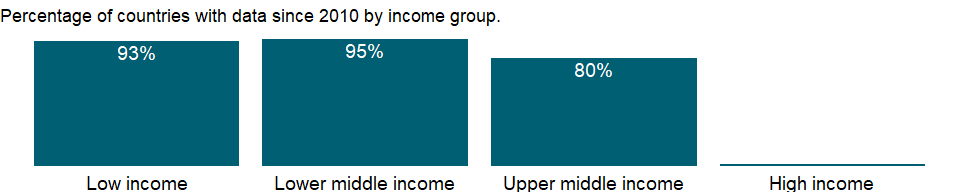 Percentage of countries with data since 2010 by income group.
93% 95% 80%
Low income Lower middle income Upper middle income High income